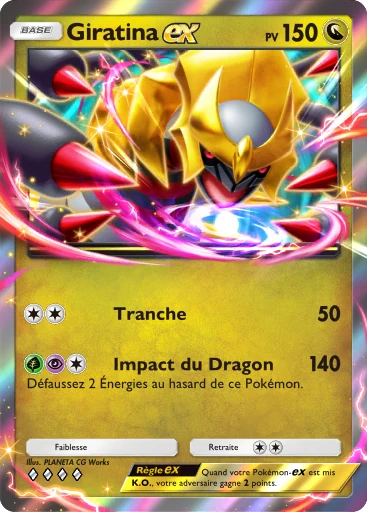 BASE Giratina ex PV 150
Tranche 50
Impact du Dragon 140
Défaussez 2 Énergies au hasard de ce Pokémon.
Faiblesse Retraite
Illus. PLANETA CG Works
Règle ex Quand votre Pokémon-ex est mis
K.O., votre adversaire gagne 2 points.